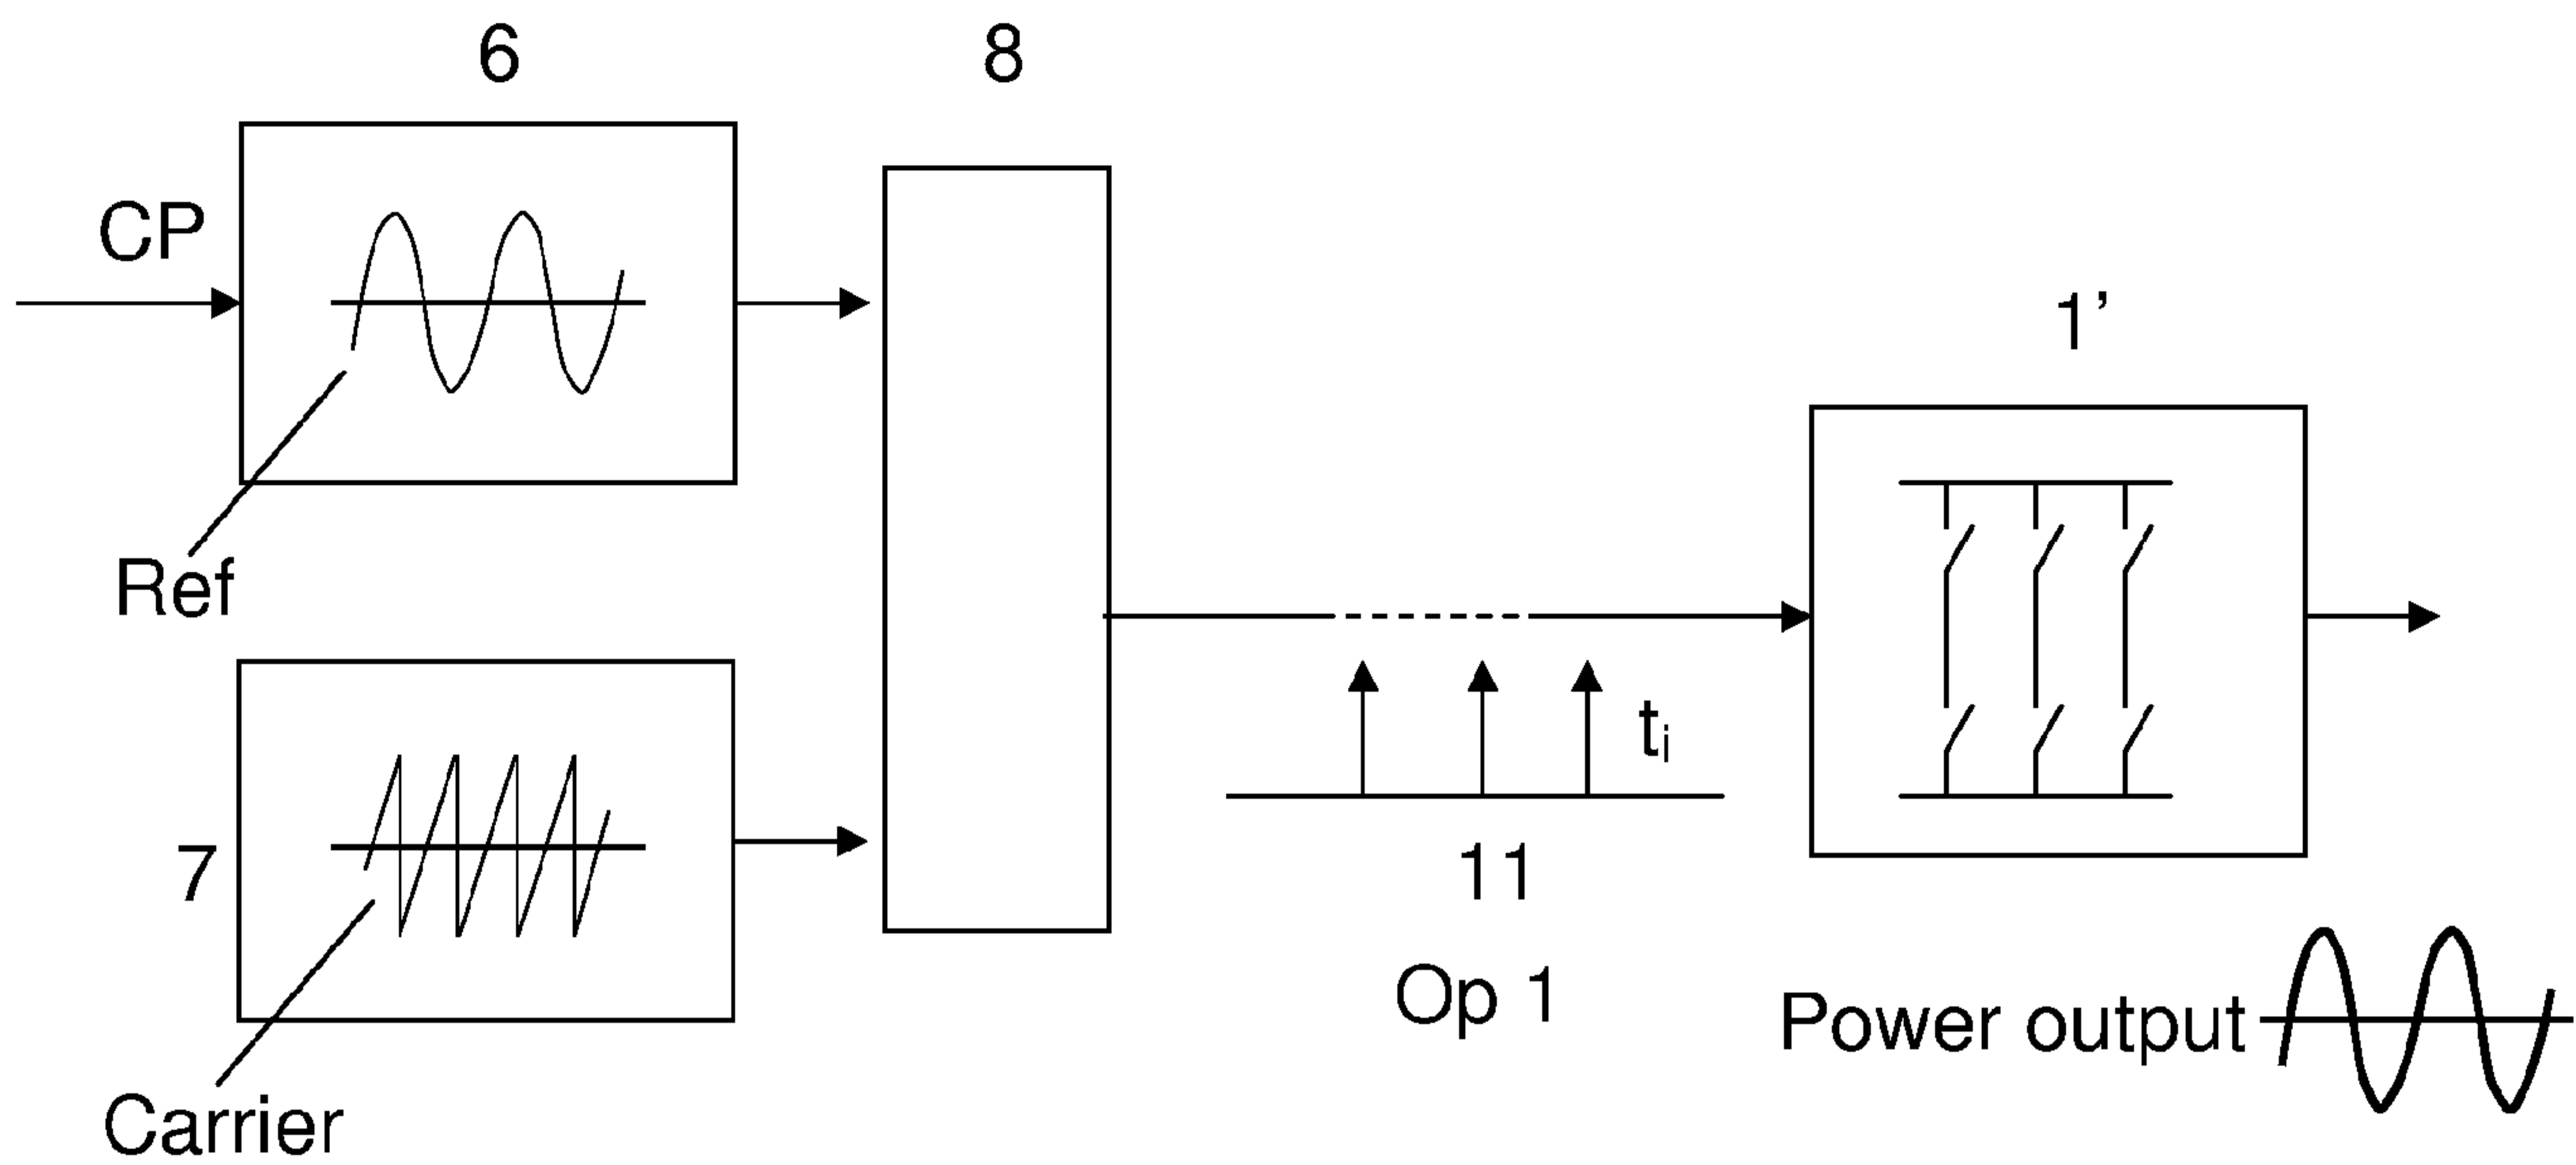 6
8
CP
1’
Ref
tᵢ
7
11
Op 1
Power output
Carrier